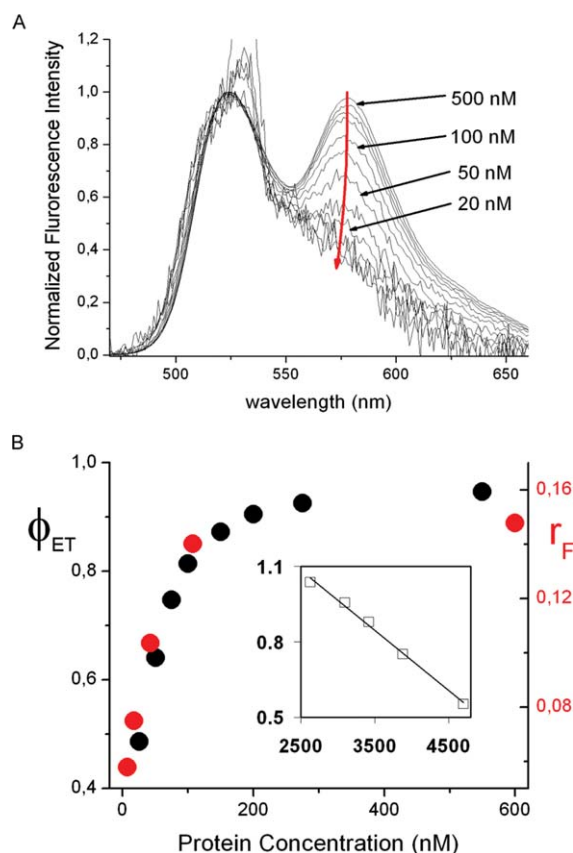 A
Normalized Flurorescence Intensity
1,2
1,0
0,8
0,6
0,4
0,2
0,0
500 nM
100 nM
50 nM
20 nM
500 550 600 650
wavelength (nm)
B
ϕET
1,0
0,8
0,6
0,4
rF
0,16
0,12
0,08
1.1
0.8
0.5
2500 3500 4500
0 200 400 600
Protein Concentration (nM)